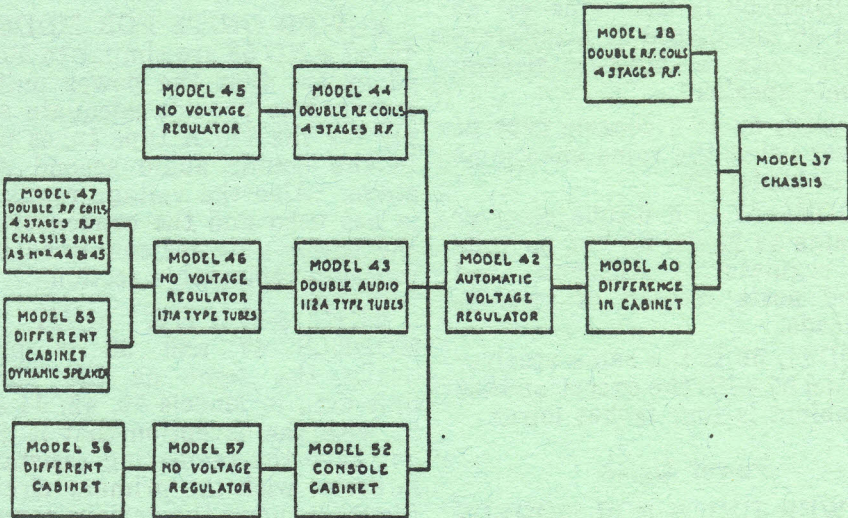 MODEL 38
DOUBLE R.F. COILS
4 STAGES R.F.
MODEL 45
NO VOLTAGE
REGULATOR
MODEL 44
DOUBLE R.F. COILS
4 STAGES R.F.
MODEL 37
CHASSIS
MODEL 47
DOUBLE R.F. COILS
4 STAGES R.F.
CHASSIS SAME
AS NOR 44 & 45
MODEL 46
NO VOLTAGE
REGULATOR
171A TYPE TUBES
MODEL 43
DOUBLE AUDIO
112A TYPE TUBES
MODEL 42
AUTOMATIC
VOLTAGE
REGULATOR
MODEL 40
DIFFERENCE
IN CABINET
MODEL 53
DIFFERENT
CABINET
DYNAMIC SPEAKER
MODEL 56
DIFFERENT
CABINET
MODEL 57
NO VOLTAGE
REGULATOR
MODEL 52
CONSOLE
CABINET